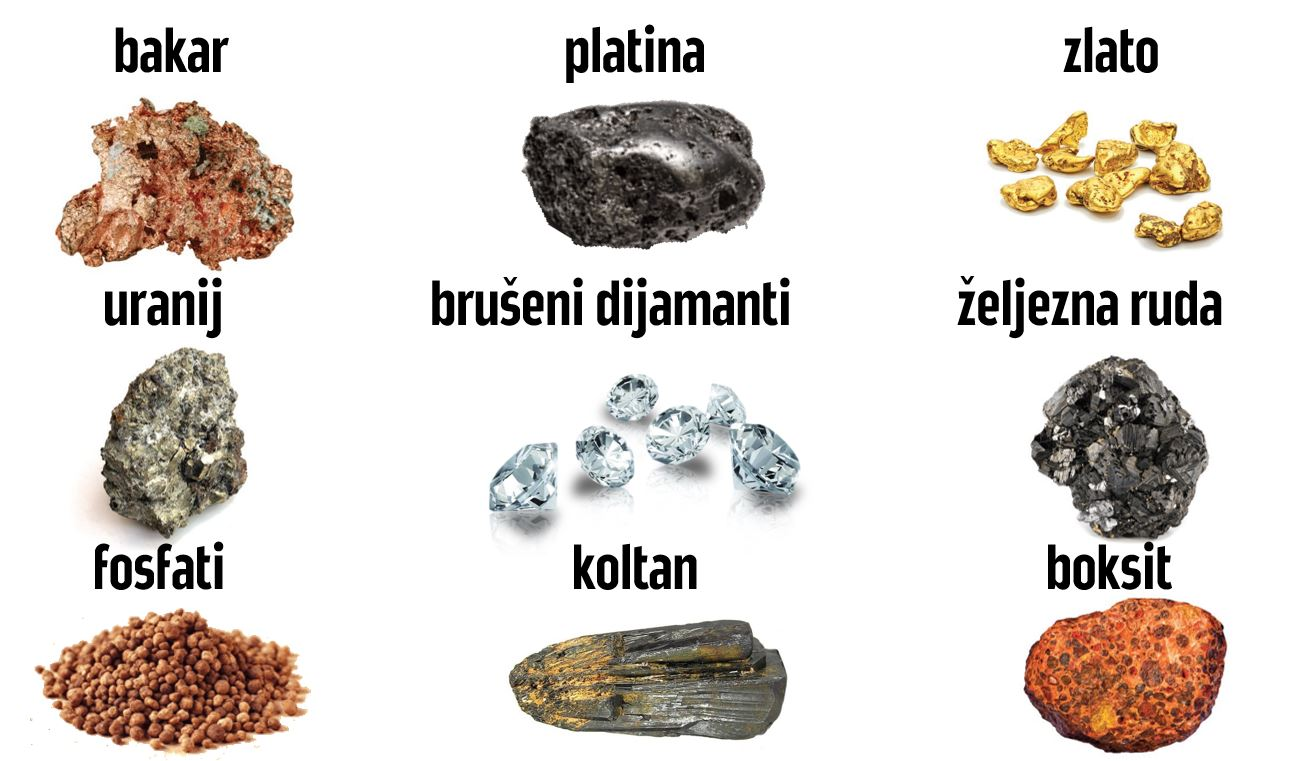 bakar
platina
zlato
uranij
brušeni dijamanti
željezna ruda
fosfati
koltan
boksit